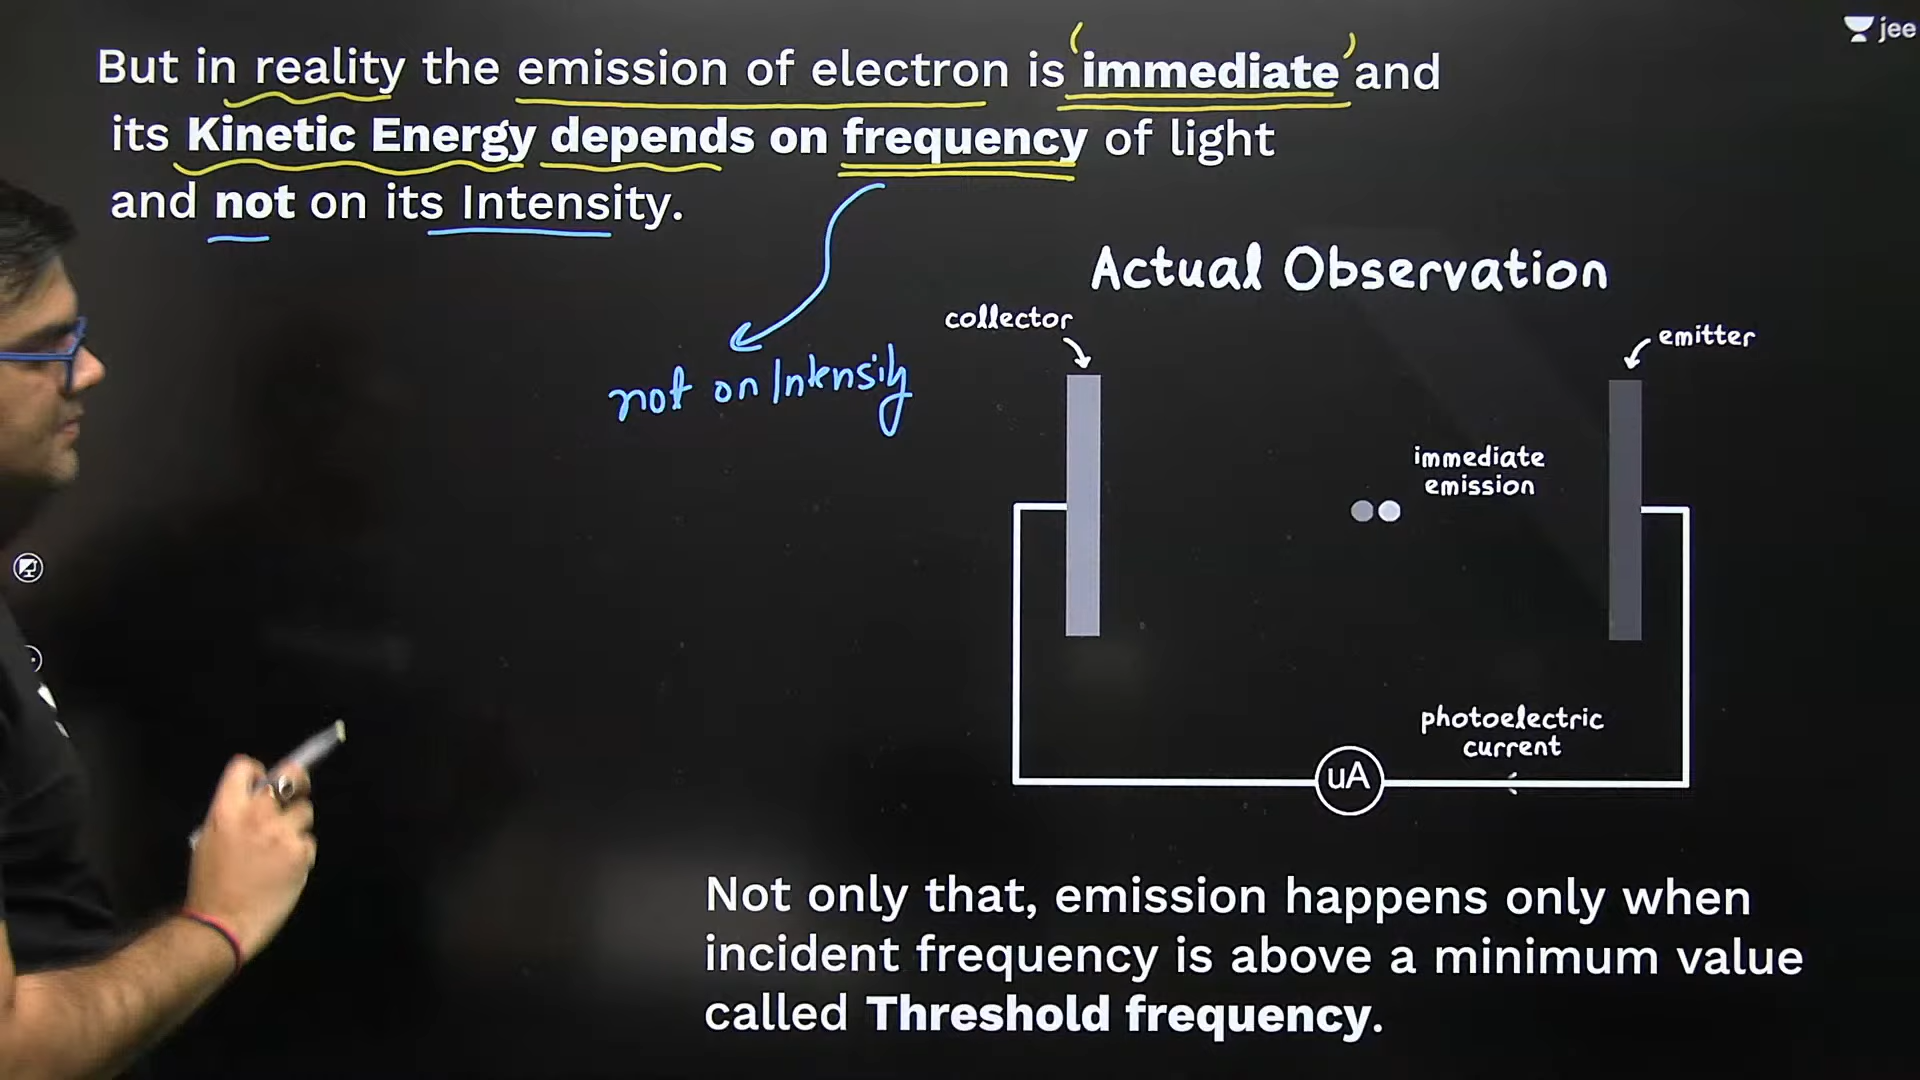 jee
But in reality the emission of electron is 'immediate' and
its Kinetic Energy depends on frequency of light
and not on its Intensity.
not on Intensity
Actual Observation
collector
emitter
immediate
emission
photoelectric
current
uA
Not only that, emission happens only when
incident frequency is above a minimum value
called Threshold frequency.